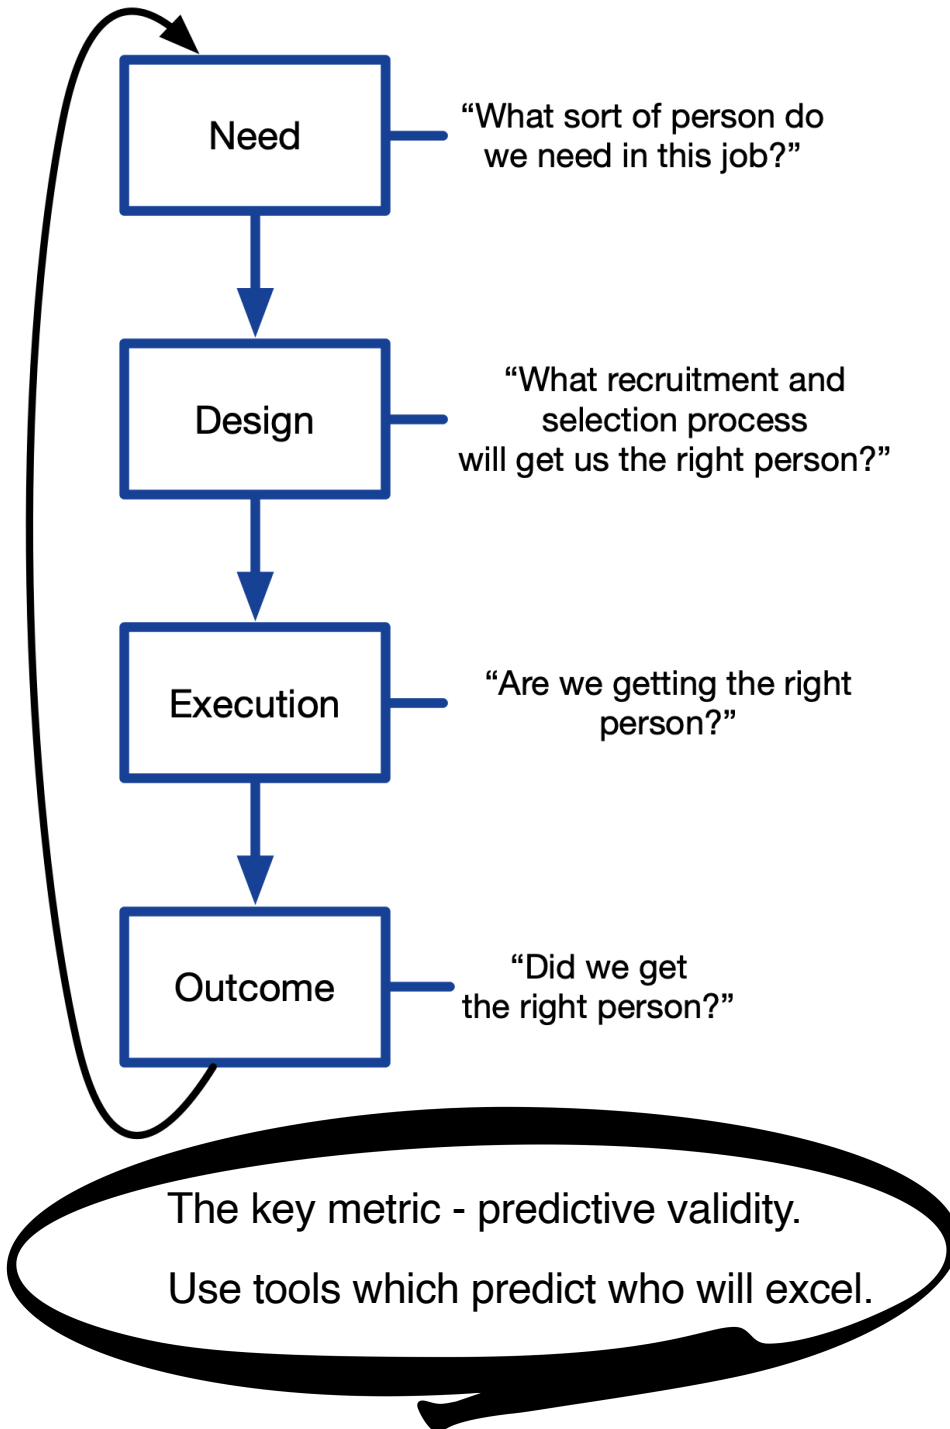 Need
“What sort of person do
we need in this job?”
Design
“What recruitment and
selection process
will get us the right person?”
Execution
“Are we getting the right
person?”
Outcome
“Did we get
the right person?”
The key metric - predictive validity.
Use tools which predict who will excel.